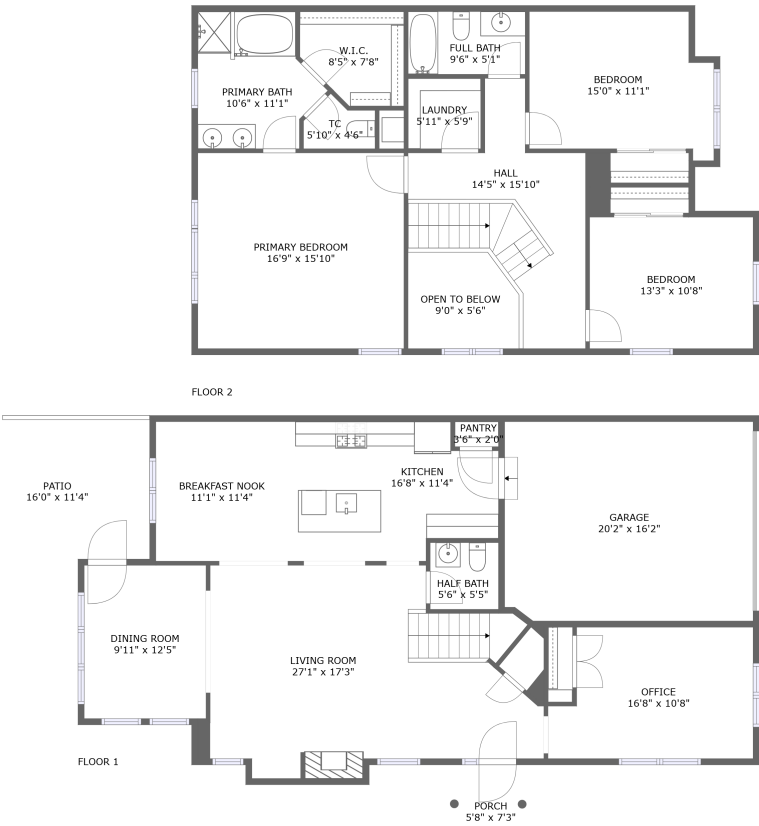 W.I.C.
8'5" x 7'8"
FULL BATH
9'6" x 5'1"
BEDROOM
15'0" x 11'1"
PRIMARY BATH
10'6" x 11'1"
LAUNDRY
5'11" x 5'9"
TC
5'10" x 4'6"
HALL
14'5" x 15'10"
PRIMARY BEDROOM
16'9" x 15'10"
BEDROOM
13'3" x 10'8"
OPEN TO BELOW
9'0" x 5'6"
FLOOR 2
PANTRY
3'6" x 2'0"
KITCHEN
16'8" x 11'4"
PATIO
16'0" x 11'4"
BREAKFAST NOOK
11'1" x 11'4"
GARAGE
20'2" x 16'2"
HALF BATH
5'6" x 5'5"
DINING ROOM
9'11" x 12'5"
LIVING ROOM
27'1" x 17'3"
OFFICE
16'8" x 10'8"
FLOOR 1
PORCH
5'8" x 7'3"